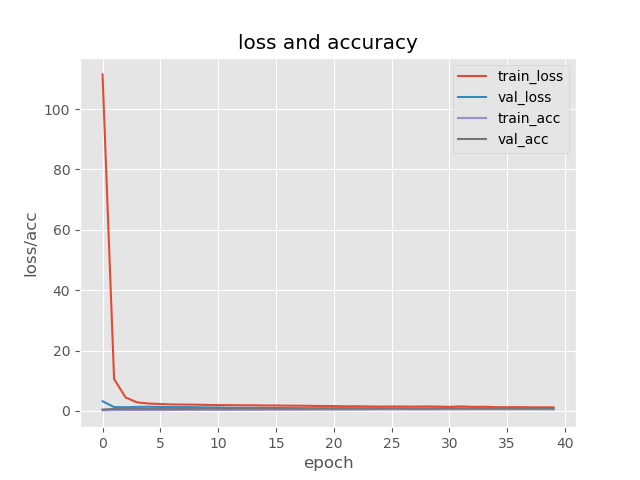 loss and accuracy
train_loss
val_loss
train_acc
val_acc
100
80
60
40
20
0
loss/acc
0 5 10 15 20 25 30 35 40
epoch